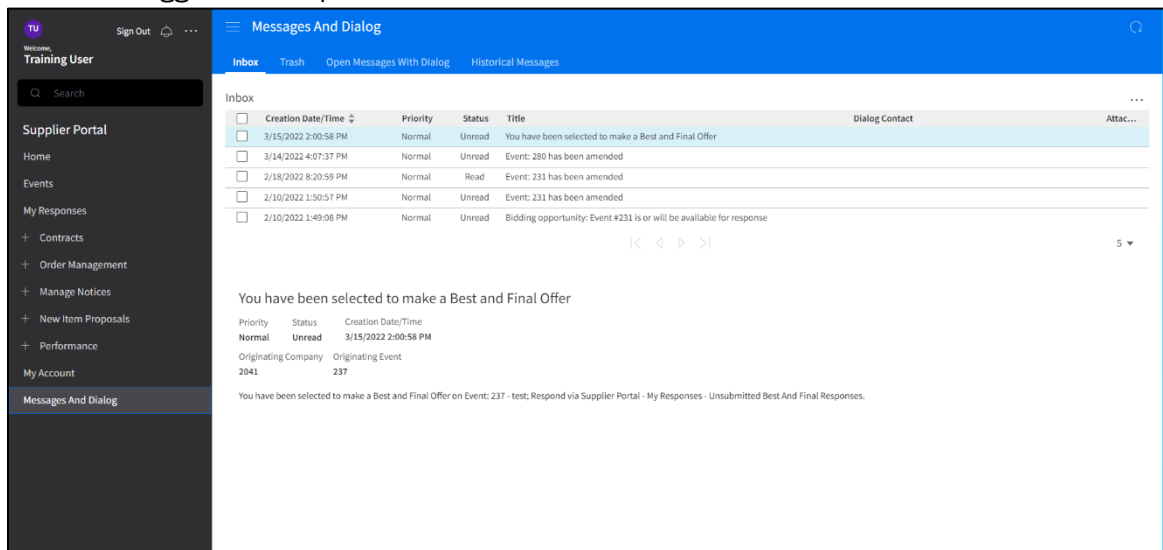 TU Sign Out ...
Welcome,
Training User
Search
Supplier Portal
Home
Events
My Responses
+ Contracts
+ Order Management
+ Manage Notices
+ New Item Proposals
+ Performance
My Account
Messages And Dialog
Messages And Dialog
Inbox Trash Open Messages With Dialog Historical Messages
Inbox ...
Creation Date/Time Priority Status Title Dialog Contact Attac...
3/15/2022 2:00:58 PM Normal Unread You have been selected to make a Best and Final Offer
3/14/2022 4:07:37 PM Normal Unread Event: 280 has been amended
2/18/2022 8:20:59 PM Normal Read Event: 231 has been amended
2/10/2022 1:50:57 PM Normal Unread Event: 231 has been amended
2/10/2022 1:49:08 PM Normal Unread Bidding opportunity: Event #231 is or will be available for response
5
You have been selected to make a Best and Final Offer
Priority Status Creation Date/Time
Normal Unread 3/15/2022 2:00:58 PM
Originating Company Originating Event
2041 237
You have been selected to make a Best and Final Offer on Event: 237 - test; Respond via Supplier Portal - My Responses - Unsubmitted Best And Final Responses.